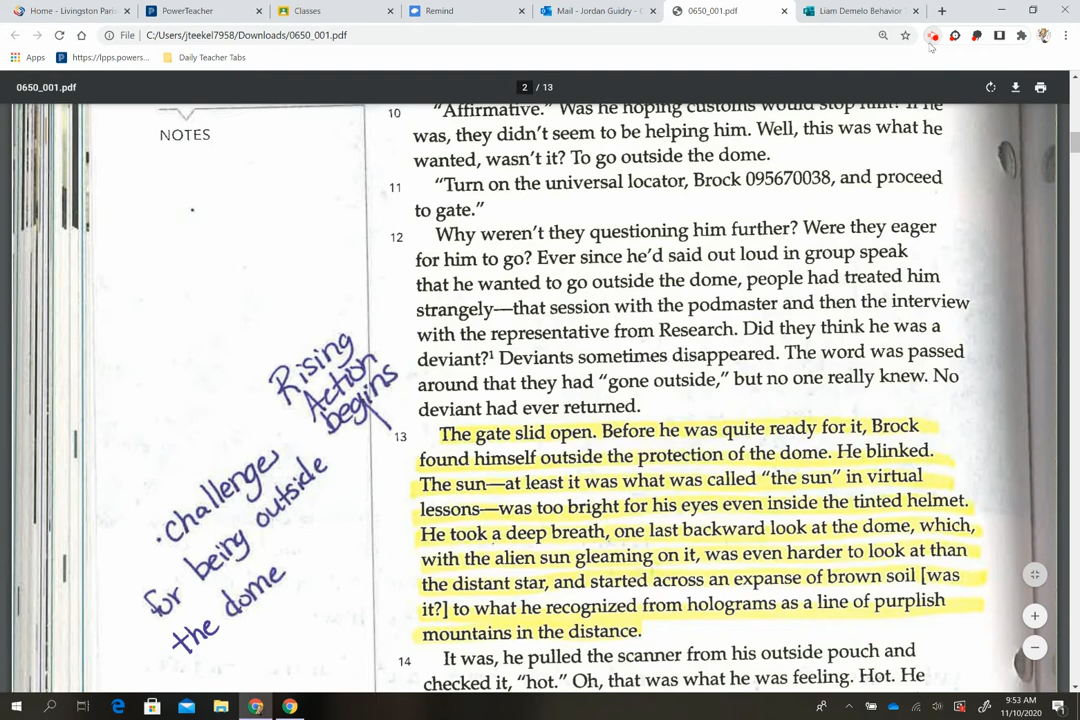 Home - Livingston Pari
PowerTeacher
Classes
Remind
Mail - Jordan Guidry - Outlook
0650_001.pdf
Liam Demelo Behavior
File
C:/Users/jteekel7958/Downloads/0650_001.pdf
Apps
https://lpps.powers...
Daily Teacher Tabs
0650_001.pdf
2 / 13
NOTES
10 "Affirmative." Was he hoping customs would stop him? If he
was, they didn't seem to be helping him. Well, this was what he
wanted, wasn't it? To go outside the dome.
11 "Turn on the universal locator, Brock 095670038, and proceed
to gate."
12 Why weren't they questioning him further? Were they eager
for him to go? Ever since he'd said out loud in group speak
that he wanted to go outside the dome, people had treated him
strangely—that session with the podmaster and then the interview
with the representative from Research. Did they think he was a
deviant?1 Deviants sometimes disappeared. The word was passed
around that they had "gone outside," but no one really knew. No
deviant had ever returned.
Rising
Action
begins
13 The gate slid open. Before he was quite ready for it, Brock
found himself outside the protection of the dome. He blinked.
The sun—at least it was what was called "the sun" in virtual
lessons—was too bright for his eyes even inside the tinted helmet.
He took a deep breath, one last backward look at the dome, which,
with the alien sun gleaming on it, was even harder to look at than
the distant star, and started across an expanse of brown soil [was
it?] to what he recognized from holograms as a line of purplish
mountains in the distance.
· challenges
for being outside
the dome
14 It was, he pulled the scanner from his outside pouch and
checked it, "hot." Oh, that was what he was feeling. Hot. He
9:53 AM
11/10/2020